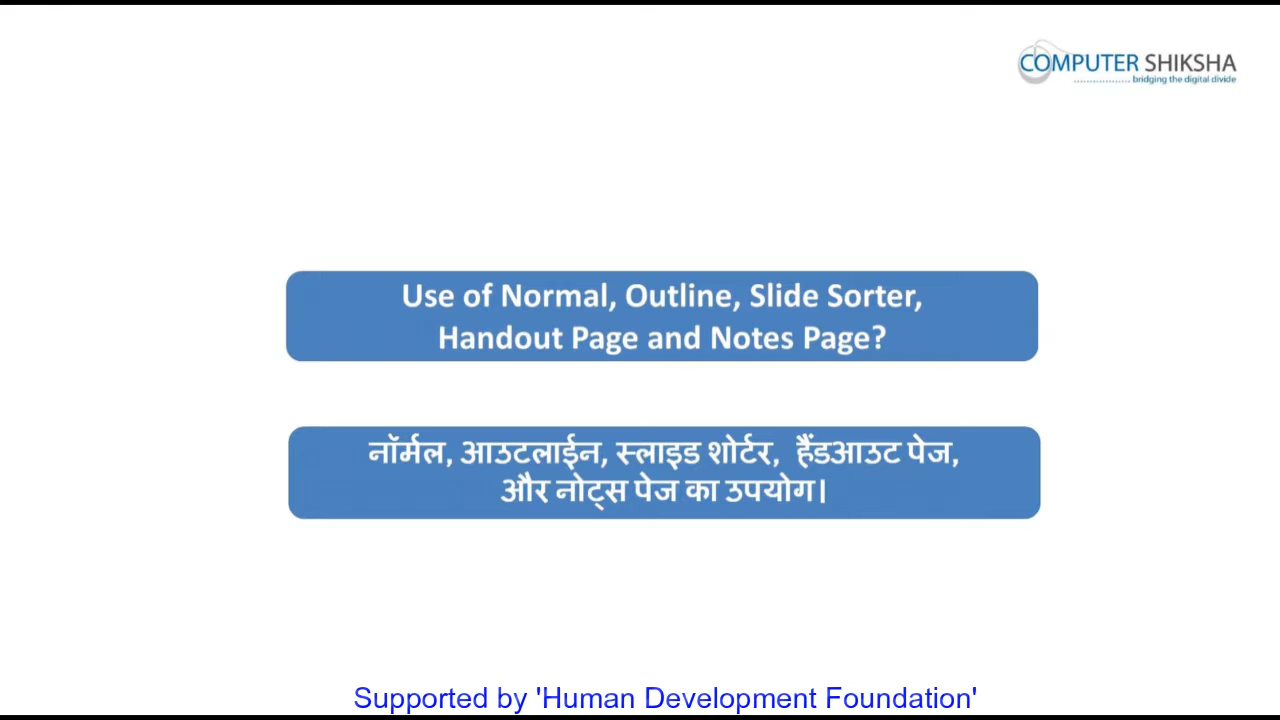 COMPUTER SHIKSHA
bridging the digital divide
Use of Normal, Outline, Slide Sorter,
Handout Page and Notes Page?
नॉर्मल, आउटलाईन, स्लाइड शोर्टर, हैंडआउट पेज,
और नोट्स पेज का उपयोग।
Supported by 'Human Development Foundation'